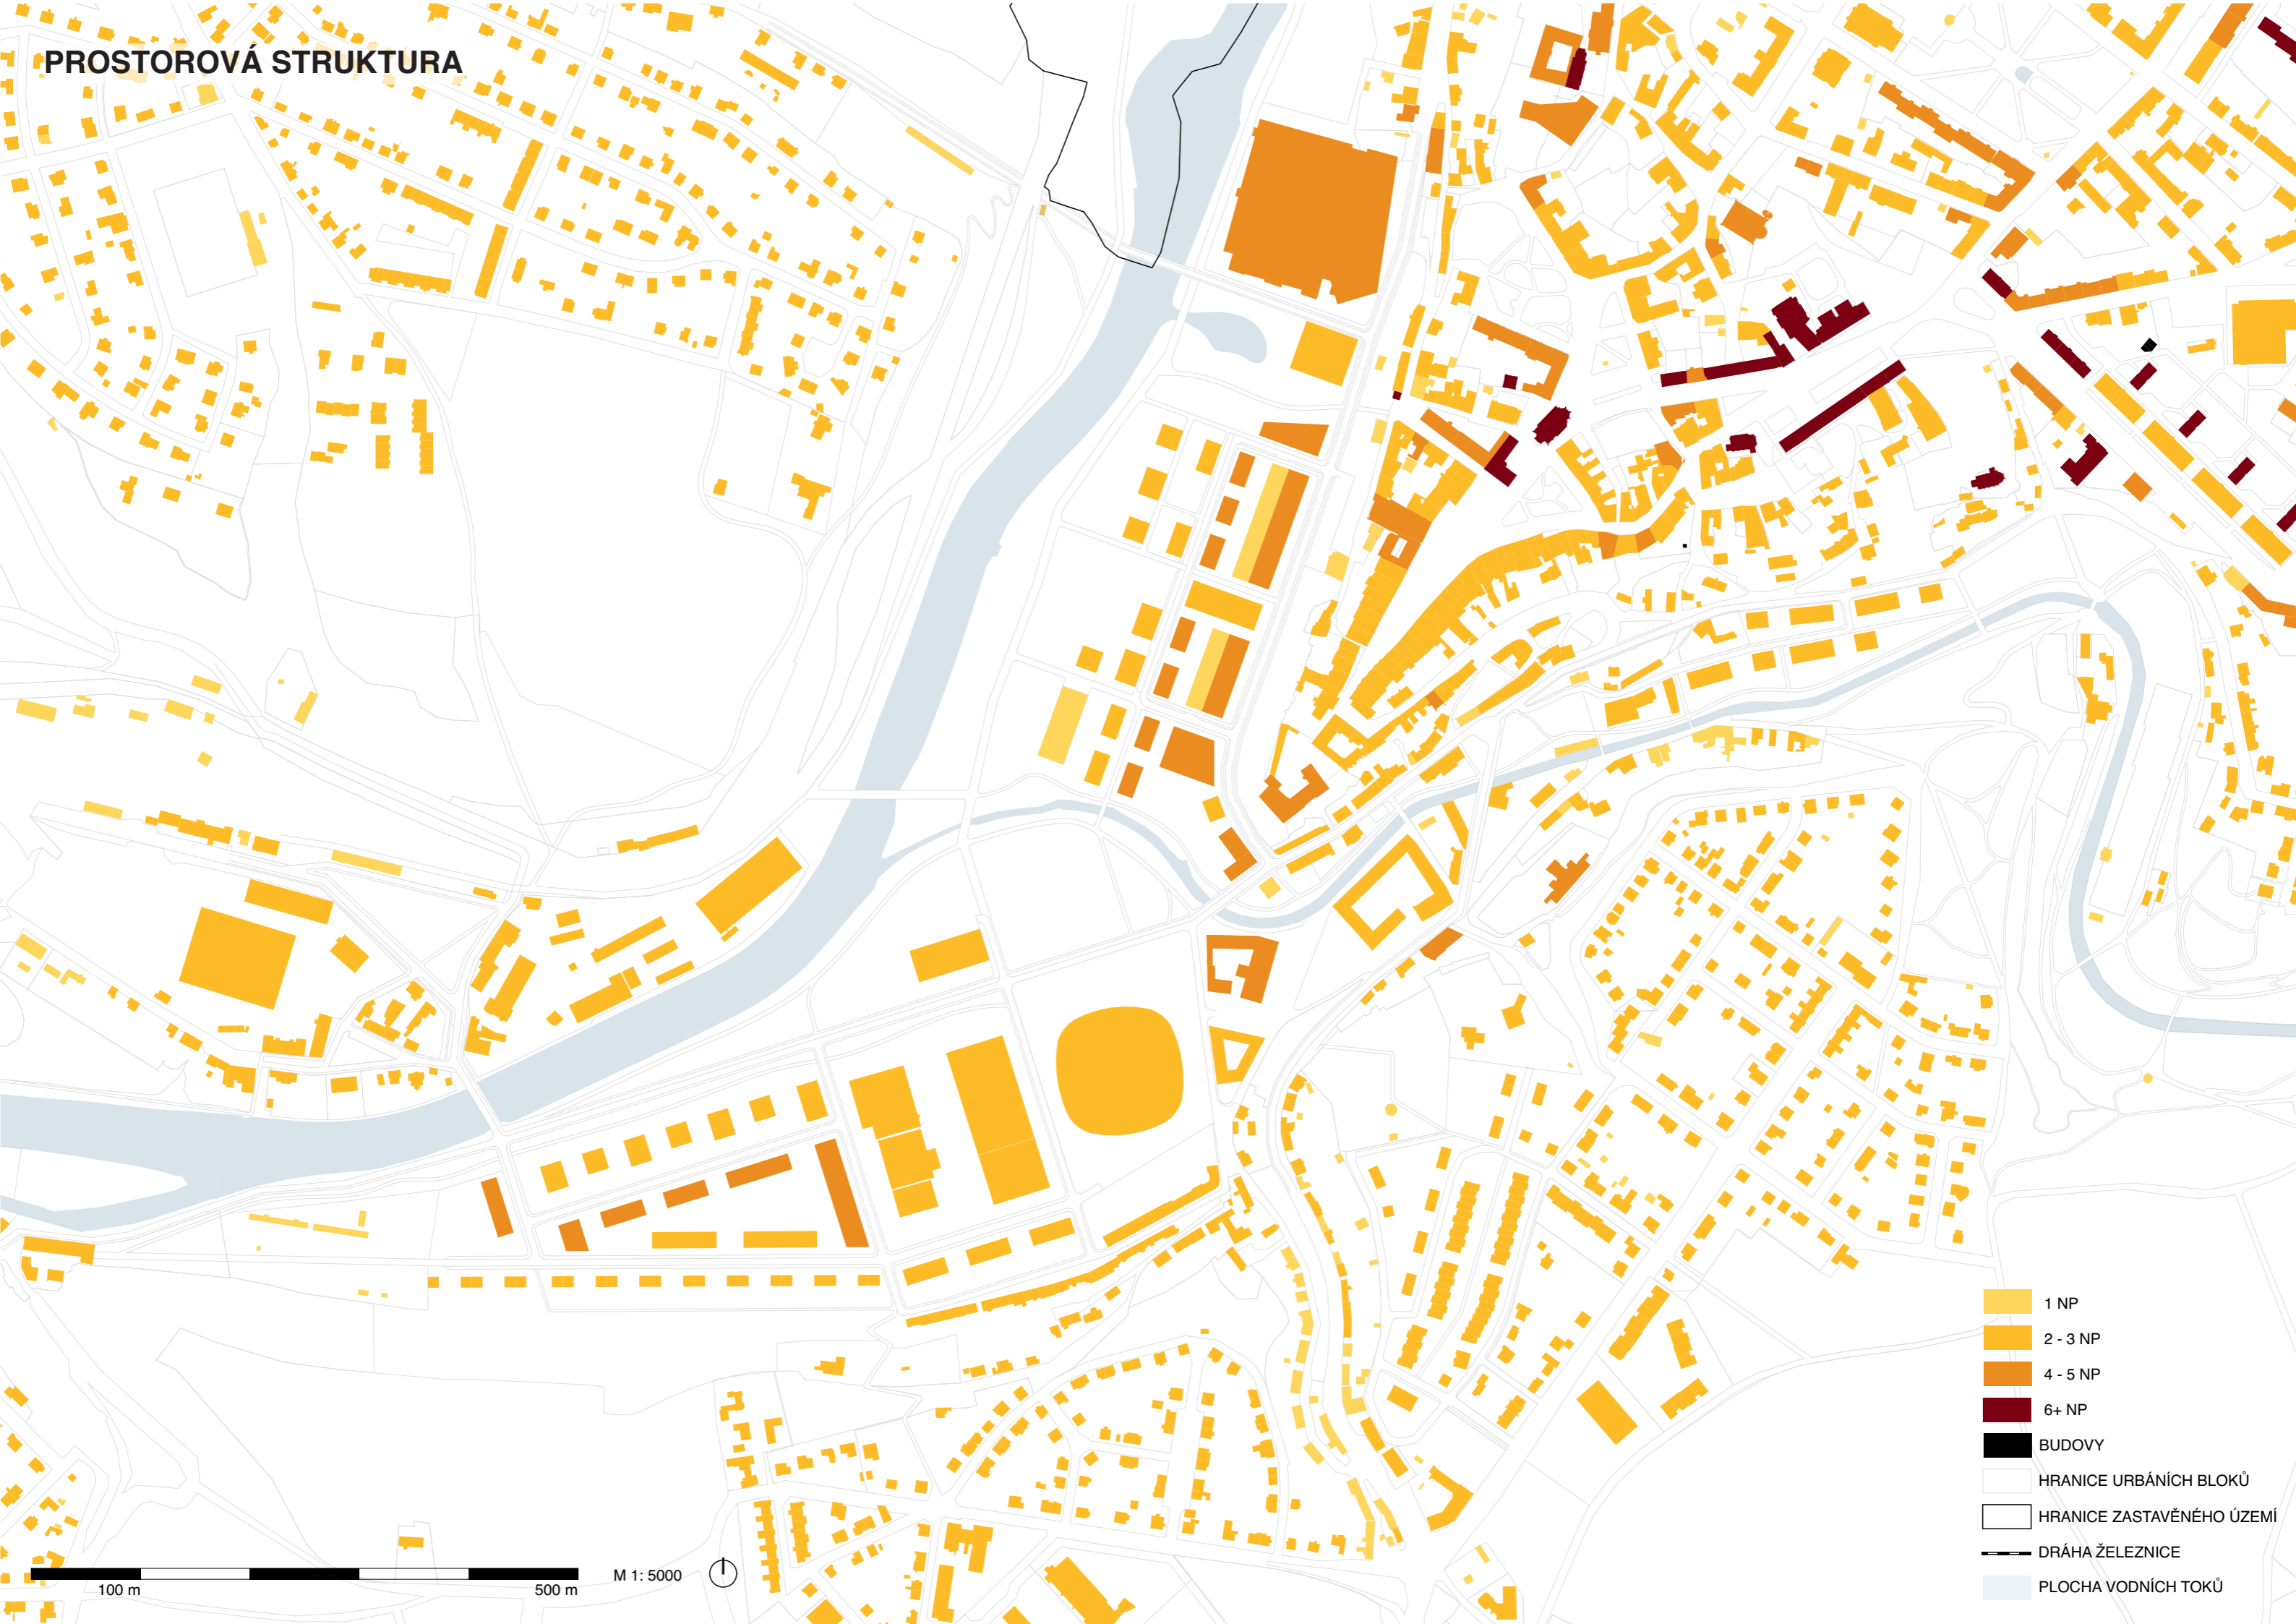 PROSTOROVÁ STRUKTURA
1 NP
2 - 3 NP
4 - 5 NP
6+ NP
BUDOVY
HRANICE URBÁNÍCH BLOKŮ
HRANICE ZASTAVĚNÉHO ÚZEMÍ
DRÁHA ŽELEZNICE
PLOCHA VODNÍCH TOKŮ
100 m
500 m
M 1: 5000